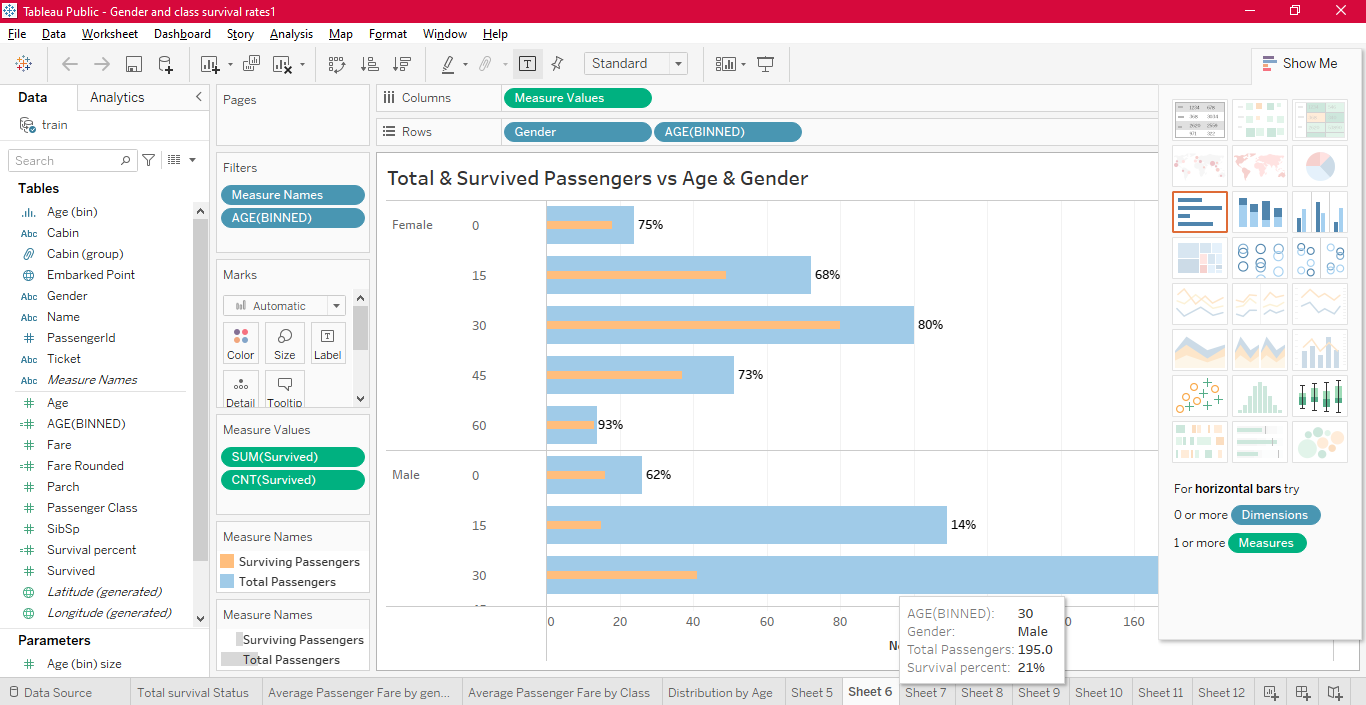 Tableau Public - Gender and class survival rates1
File Data Worksheet Dashboard Story Analysis Map Format Window Help
Standard
Show Me
Data Analytics
train
Search
Tables
Age (bin)
Abc Cabin
Cabin (group)
Embarked Point
Abc Gender
Abc Name
PassengerId
Abc Ticket
Abc Measure Names
Age
AGE(BINNED)
Fare
Fare Rounded
Parch
Passenger Class
SibSp
Survival percent
Survived
Latitude (generated)
Longitude (generated)
Parameters
Age (bin) size
Pages
Filters
Measure Names
AGE(BINNED)
Marks
Automatic
Color Size Label
Detail Tooltip
Measure Values
SUM(Survived)
CNT(Survived)
Measure Names
Surviving Passengers
Total Passengers
Measure Names
Surviving Passengers
Total Passengers
Columns Measure Values
Rows Gender AGE(BINNED)
Total & Survived Passengers vs Age & Gender
Female 0 75%
15 68%
30 80%
45 73%
60 93%
Male 0 62%
15 14%
30
0 20 40 60 80 160
AGE(BINNED): 30
Gender: Male
Total Passengers: 195.0
Survival percent: 21%
For horizontal bars try
0 or more Dimensions
1 or more Measures
Data Source Total survival Status Average Passenger Fare by gen... Average Passenger Fare by Class Distribution by Age Sheet 5 Sheet 6 Sheet 7 Sheet 8 Sheet 9 Sheet 10 Sheet 11 Sheet 12